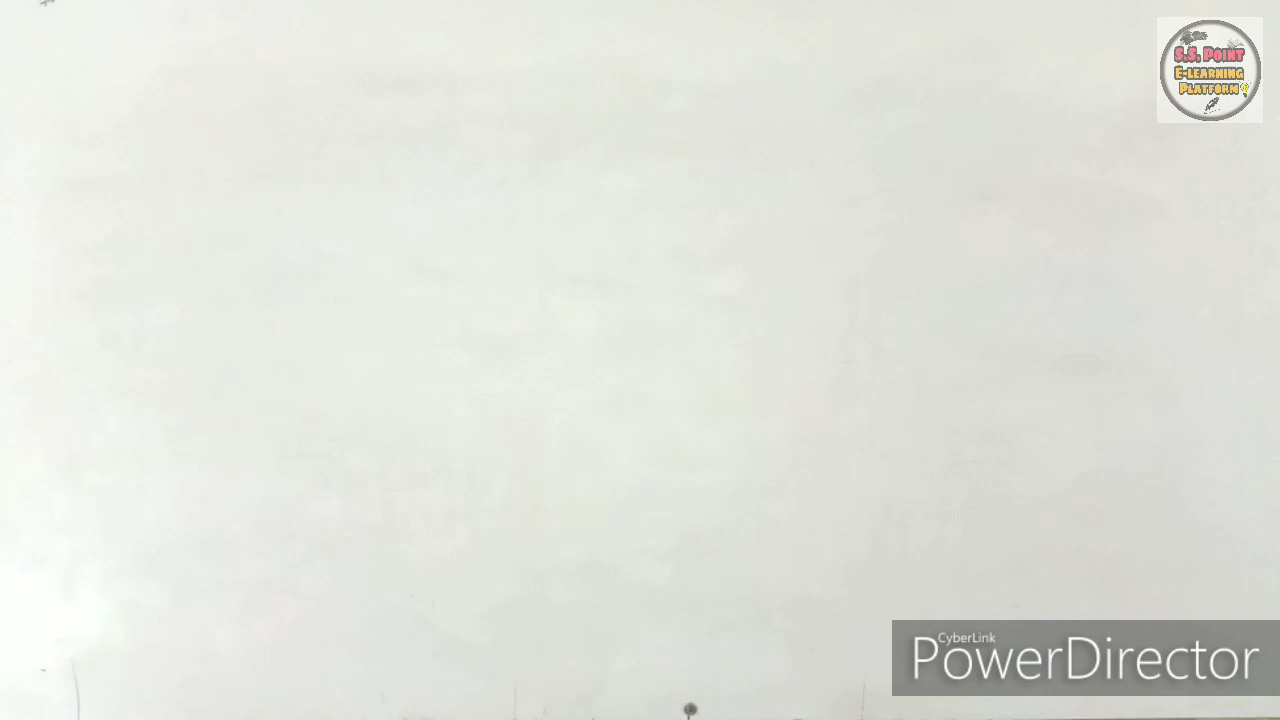 S.S. Point
E-Learning
Platform
CyberLink
PowerDirector